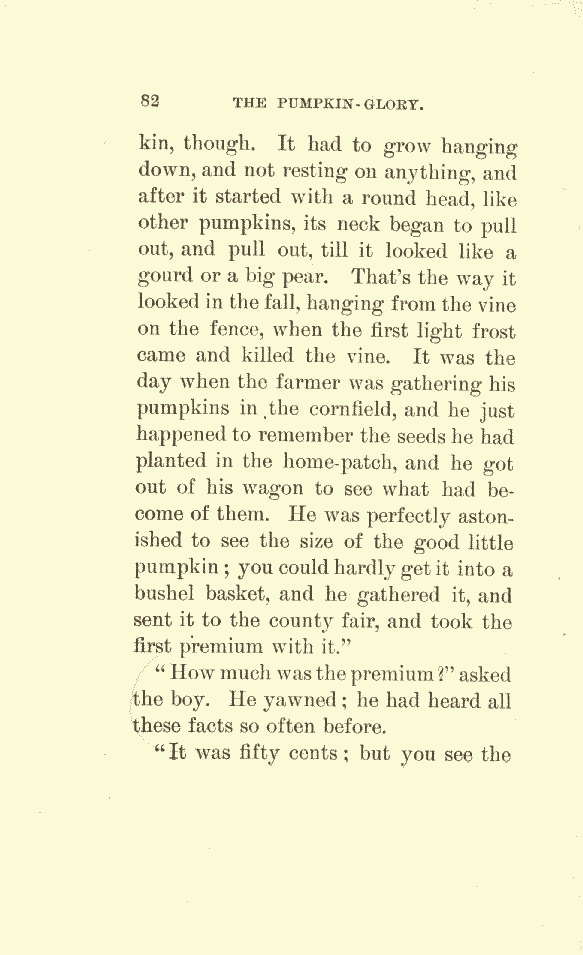 82 THE PUMPKIN-GLORY.
kin, though. It had to grow hanging
down, and not resting on anything, and
after it started with a round head, like
other pumpkins, its neck began to pull
out, and pull out, till it looked like a
gourd or a big pear. That's the way it
looked in the fall, hanging from the vine
on the fence, when the first light frost
came and killed the vine. It was the
day when the farmer was gathering his
pumpkins in the cornfield, and he just
happened to remember the seeds he had
planted in the home-patch, and he got
out of his wagon to see what had be-
come of them. He was perfectly aston-
ished to see the size of the good little
pumpkin; you could hardly get it into a
bushel basket, and he gathered it, and
sent it to the county fair, and took the
first premium with it."
"How much was the premium?" asked
the boy. He yawned; he had heard all
these facts so often before.
"It was fifty cents; but you see the